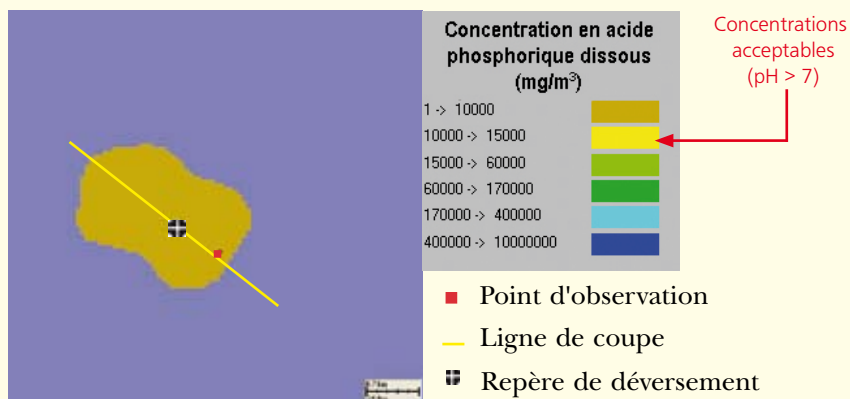 Concentration en acide
phosphorique dissous
(mg/m³)
1 -> 10000
10000 -> 15000
15000 -> 60000
60000 -> 170000
170000 -> 400000
400000 -> 10000000
Concentrations
acceptables
(pH > 7)
Point d'observation
Ligne de coupe
Repère de déversement